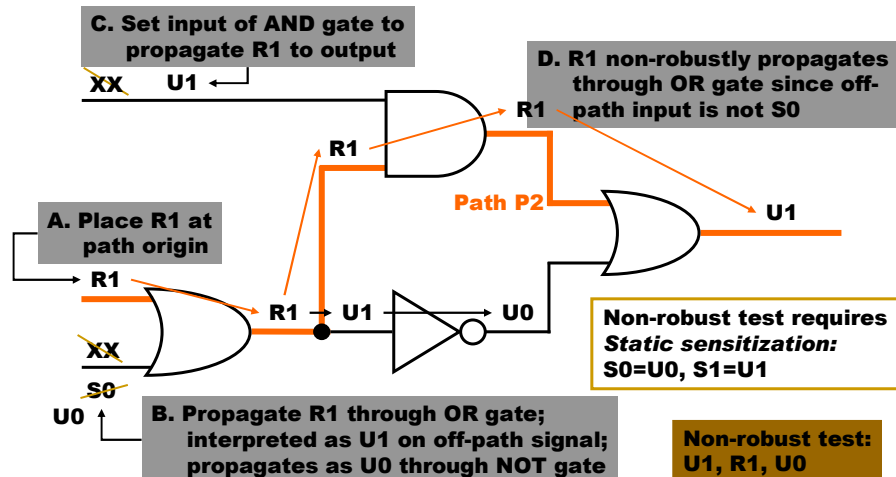 C. Set input of AND gate to
propagate R1 to output
XX
U1
D. R1 non-robustly propagates
through OR gate since off-
path input is not S0
R1
R1
Path P2
U1
A. Place R1 at
path origin
R1
R1
U1
U0
XX
S0
U0
Non-robust test requires
Static sensitization:
S0=U0, S1=U1
B. Propagate R1 through OR gate;
interpreted as U1 on off-path signal;
propagates as U0 through NOT gate
Non-robust test:
U1, R1, U0